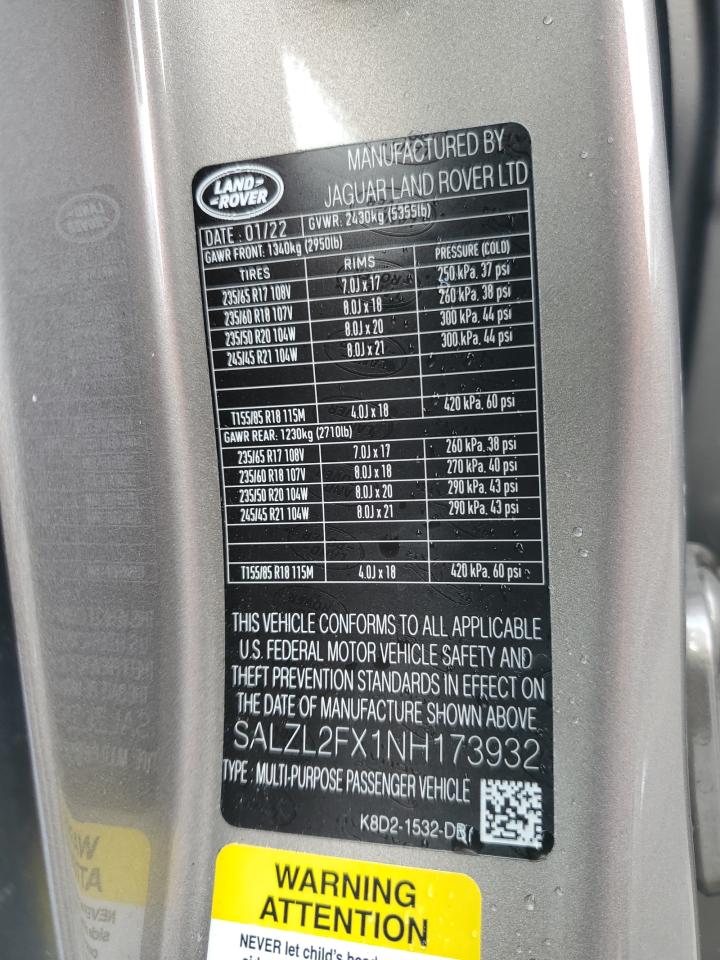 LAND-
-ROVER
MANUFACTURED BY
JAGUAR LAND ROVER LTD
DATE : 01/22 GVWR: 2430kg (5355lb)
GAWR FRONT: 1340kg (2950lb)
TIRES RIMS PRESSURE (COLD)
235/65 R17 108V 7.0J x 17 250 kPa, 37 psi
235/60 R18 107V 8.0J x 18 260 kPa, 38 psi
235/50 R20 104W 8.0J x 20 300 kPa, 44 psi
245/45 R21 104W 8.0J x 21 300 kPa, 44 psi
T155/85 R18 115M 4.0J x 18 420 kPa, 60 psi
GAWR REAR: 1230kg (2710lb)
235/65 R17 108V 7.0J x 17 260 kPa, 38 psi
235/60 R18 107V 8.0J x 18 270 kPa, 40 psi
235/50 R20 104W 8.0J x 20 290 kPa, 43 psi
245/45 R21 104W 8.0J x 21 290 kPa, 43 psi
T155/85 R18 115M 4.0J x 18 420 kPa, 60 psi
THIS VEHICLE CONFORMS TO ALL APPLICABLE
U.S. FEDERAL MOTOR VEHICLE SAFETY AND
THEFT PREVENTION STANDARDS IN EFFECT ON
THE DATE OF MANUFACTURE SHOWN ABOVE
SALZL2FX1NH173932
TYPE : MULTI-PURPOSE PASSENGER VEHICLE
K8D2-1532-DB
WARNING
ATTENTION
NEVER let child's head